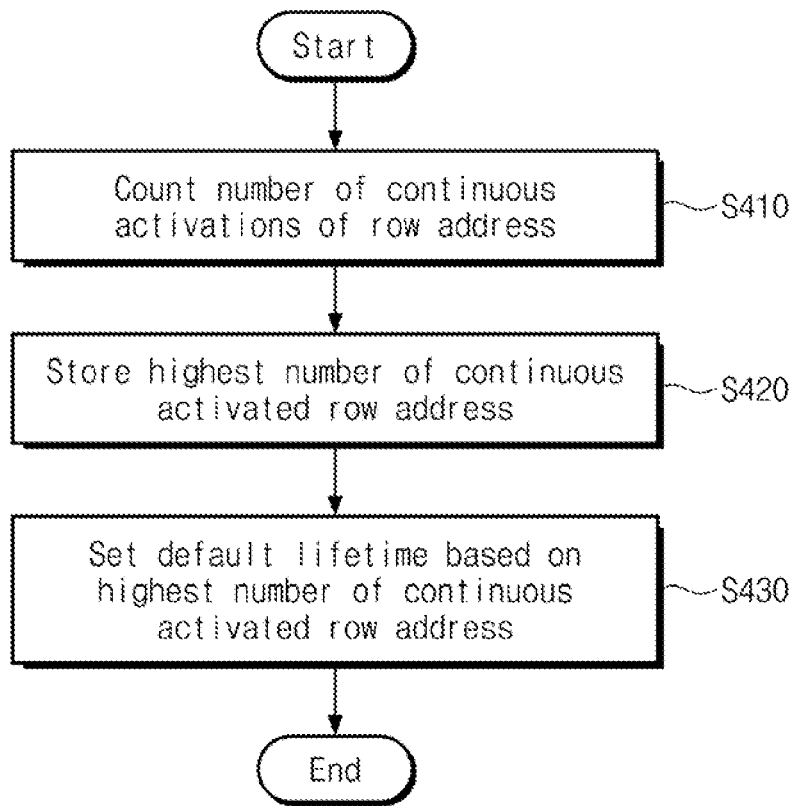 Start
Count number of continuous
activations of row address
S410
Store highest number of continuous
activated row address
S420
Set default lifetime based on
highest number of continuous
activated row address
S430
End